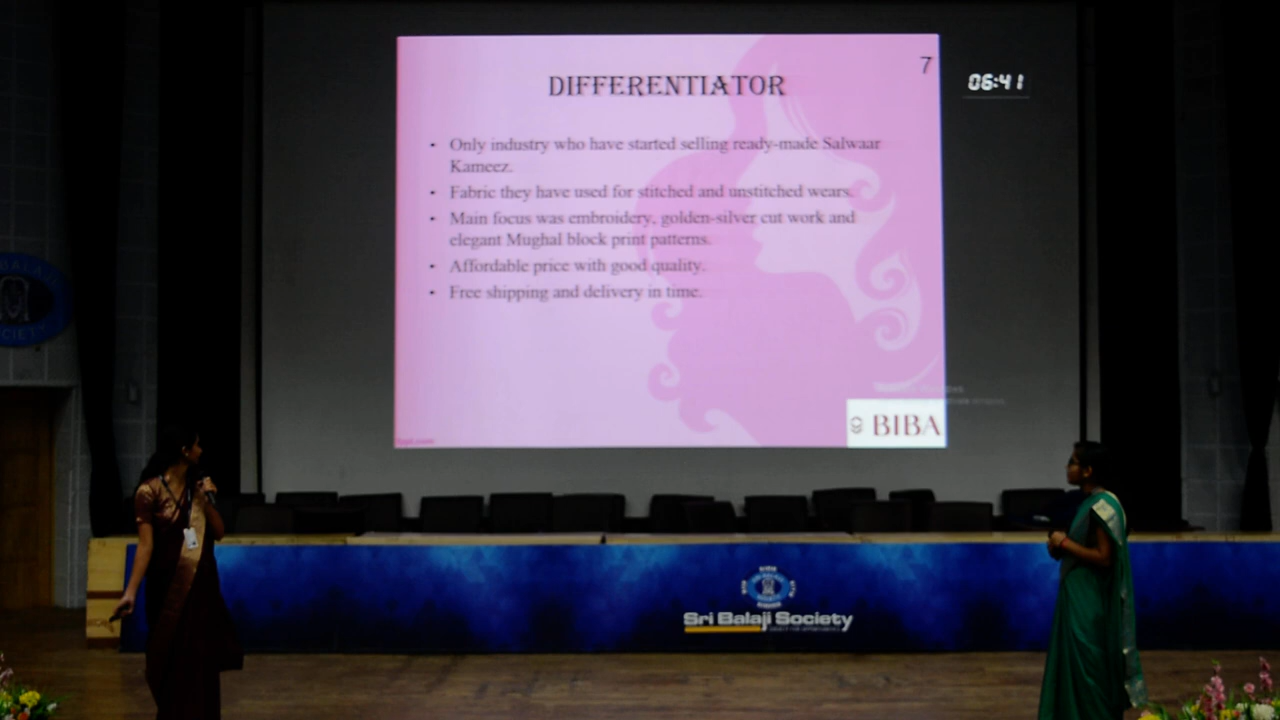 7
DIFFERENTIATOR
06:41
• Only industry who have started selling ready-made Salwaar
Kameez.
• Fabric they have used for stitched and unstitched wears.
• Main focus was embroidery, golden-silver cut work and
elegant Mughal block print patterns.
• Affordable price with good quality.
• Free shipping and delivery in time.
BIBA
Sri Balaji Society